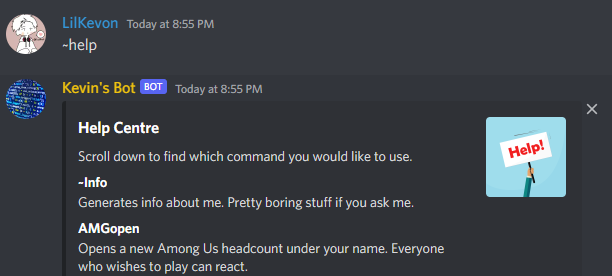 LilKevon Today at 8:55 PM
~help
Kevin's Bot BOT Today at 8:55 PM
Help Centre
Help!
Scroll down to find which command you would like to use.
~Info
Generates info about me. Pretty boring stuff if you ask me.
AMGopen
Opens a new Among Us headcount under your name. Everyone
who wishes to play can react.